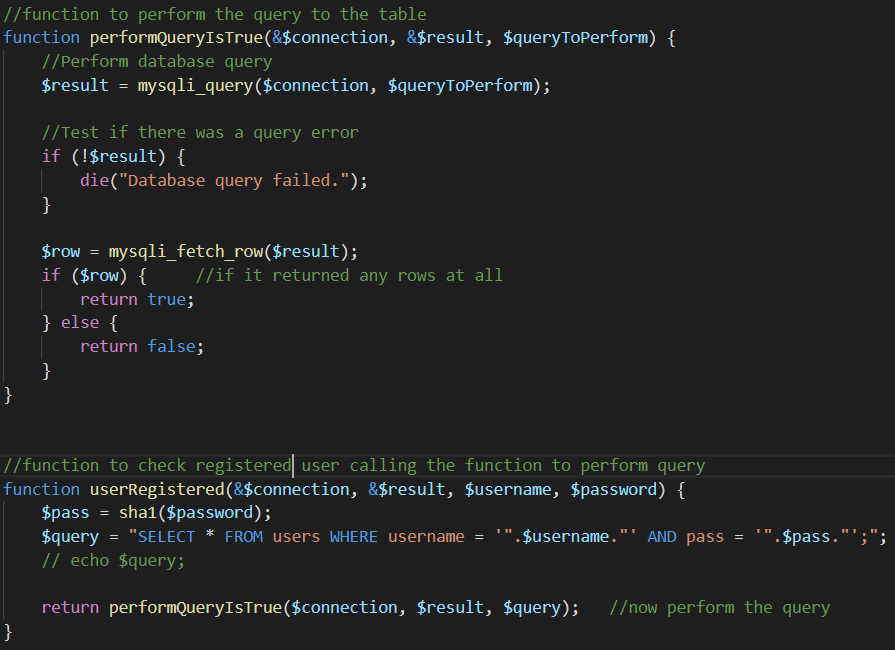 //function to perform the query to the table
function performQueryIsTrue(&$connection, &$result, $queryToPerform) {
    //Perform database query
    $result = mysqli_query($connection, $queryToPerform);
    //Test if there was a query error
    if (!$result) {
        die("Database query failed.");
    }
    $row = mysqli_fetch_row($result);
    if ($row) {     //if it returned any rows at all
        return true;
    } else {
        return false;
    }
}
//function to check registered user calling the function to perform query
function userRegistered(&$connection, &$result, $username, $password) {
    $pass = sha1($password);
    $query = "SELECT * FROM users WHERE username = '".$username."' AND pass = '".$pass."';";
    // echo $query;
    return performQueryIsTrue($connection, $result, $query);   //now perform the query
}